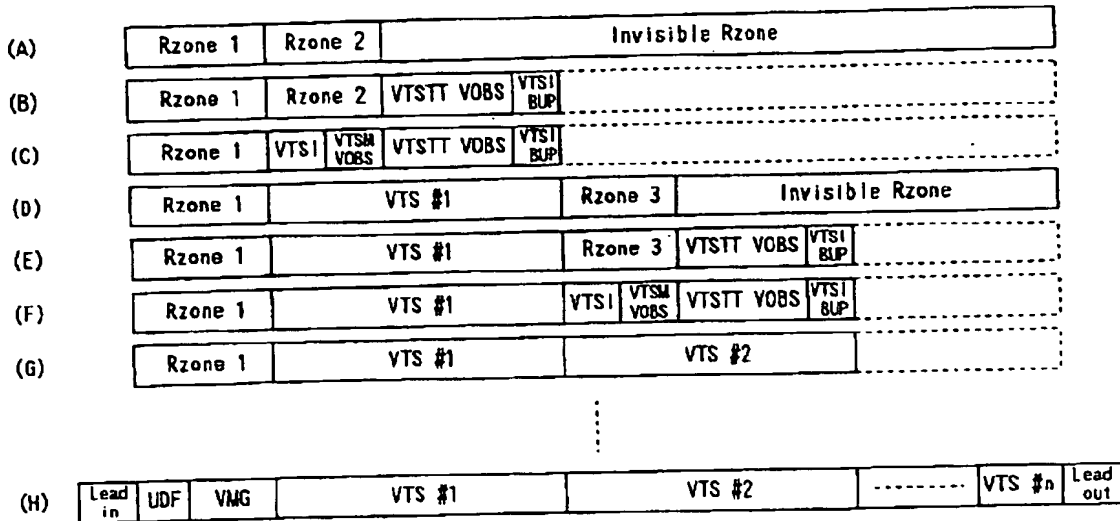 (A) Rzone 1 Rzone 2 Invisible Rzone
(B) Rzone 1 Rzone 2 VTSTT VOBS VTSI BUP
(C) Rzone 1 VTSI VTSM VOBS VTSTT VOBS VTSI BUP
(D) Rzone 1 VTS #1 Rzone 3 Invisible Rzone
(E) Rzone 1 VTS #1 Rzone 3 VTSTT VOBS VTSI BUP
(F) Rzone 1 VTS #1 VTSI VTSM VOBS VTSTT VOBS VTSI BUP
(G) Rzone 1 VTS #1 VTS #2
(H) Lead in UDF VMG VTS #1 VTS #2 VTS #n Lead out